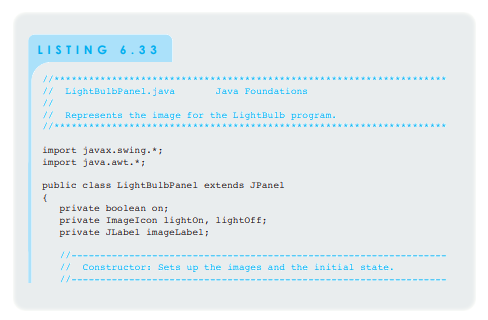 LISTING 6.33
//********************************************************************
//  LightBulbPanel.java       Java Foundations
//
//  Represents the image for the LightBulb program.
//********************************************************************
import javax.swing.*;
import java.awt.*;
public class LightBulbPanel extends JPanel
{
   private boolean on;
   private ImageIcon lightOn, lightOff;
   private JLabel imageLabel;
   //-----------------------------------------------------------------
   //  Constructor: Sets up the images and the initial state.
   //-----------------------------------------------------------------